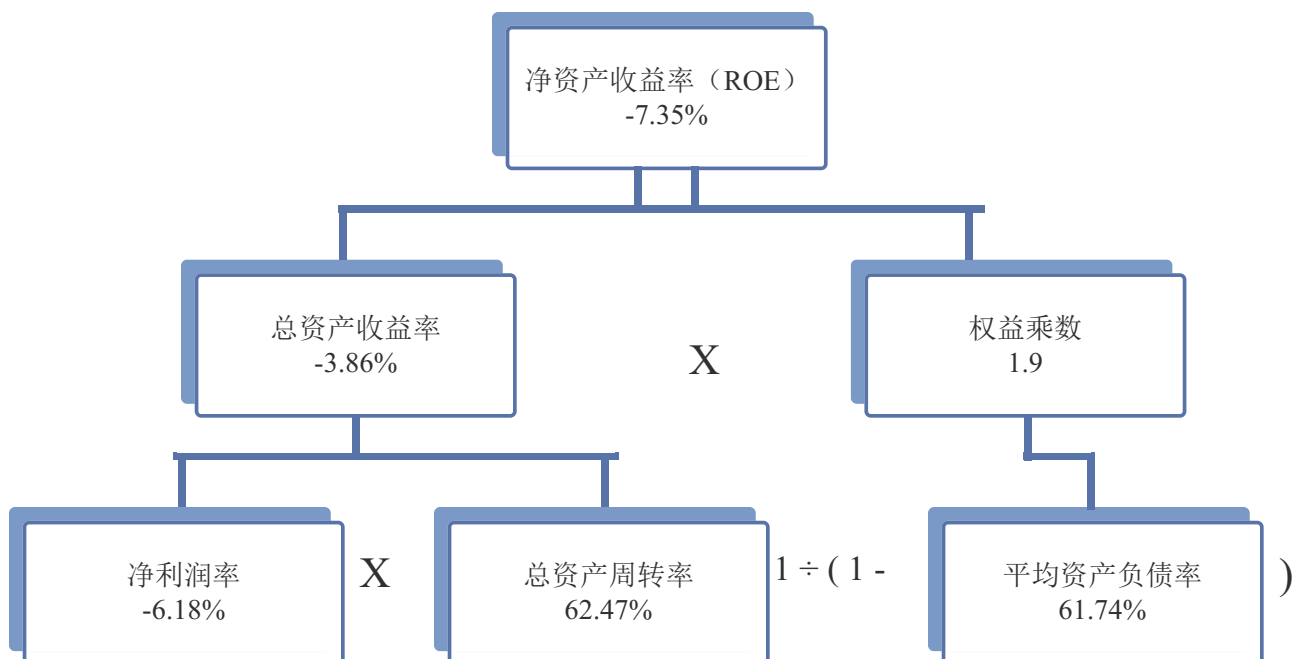 净资产收益率（ROE）
-7.35%
总资产收益率
-3.86%
X
权益乘数
1.9
净利润率
-6.18%
X
总资产周转率
62.47%
1 ÷ ( 1 -
平均资产负债率
61.74%
)